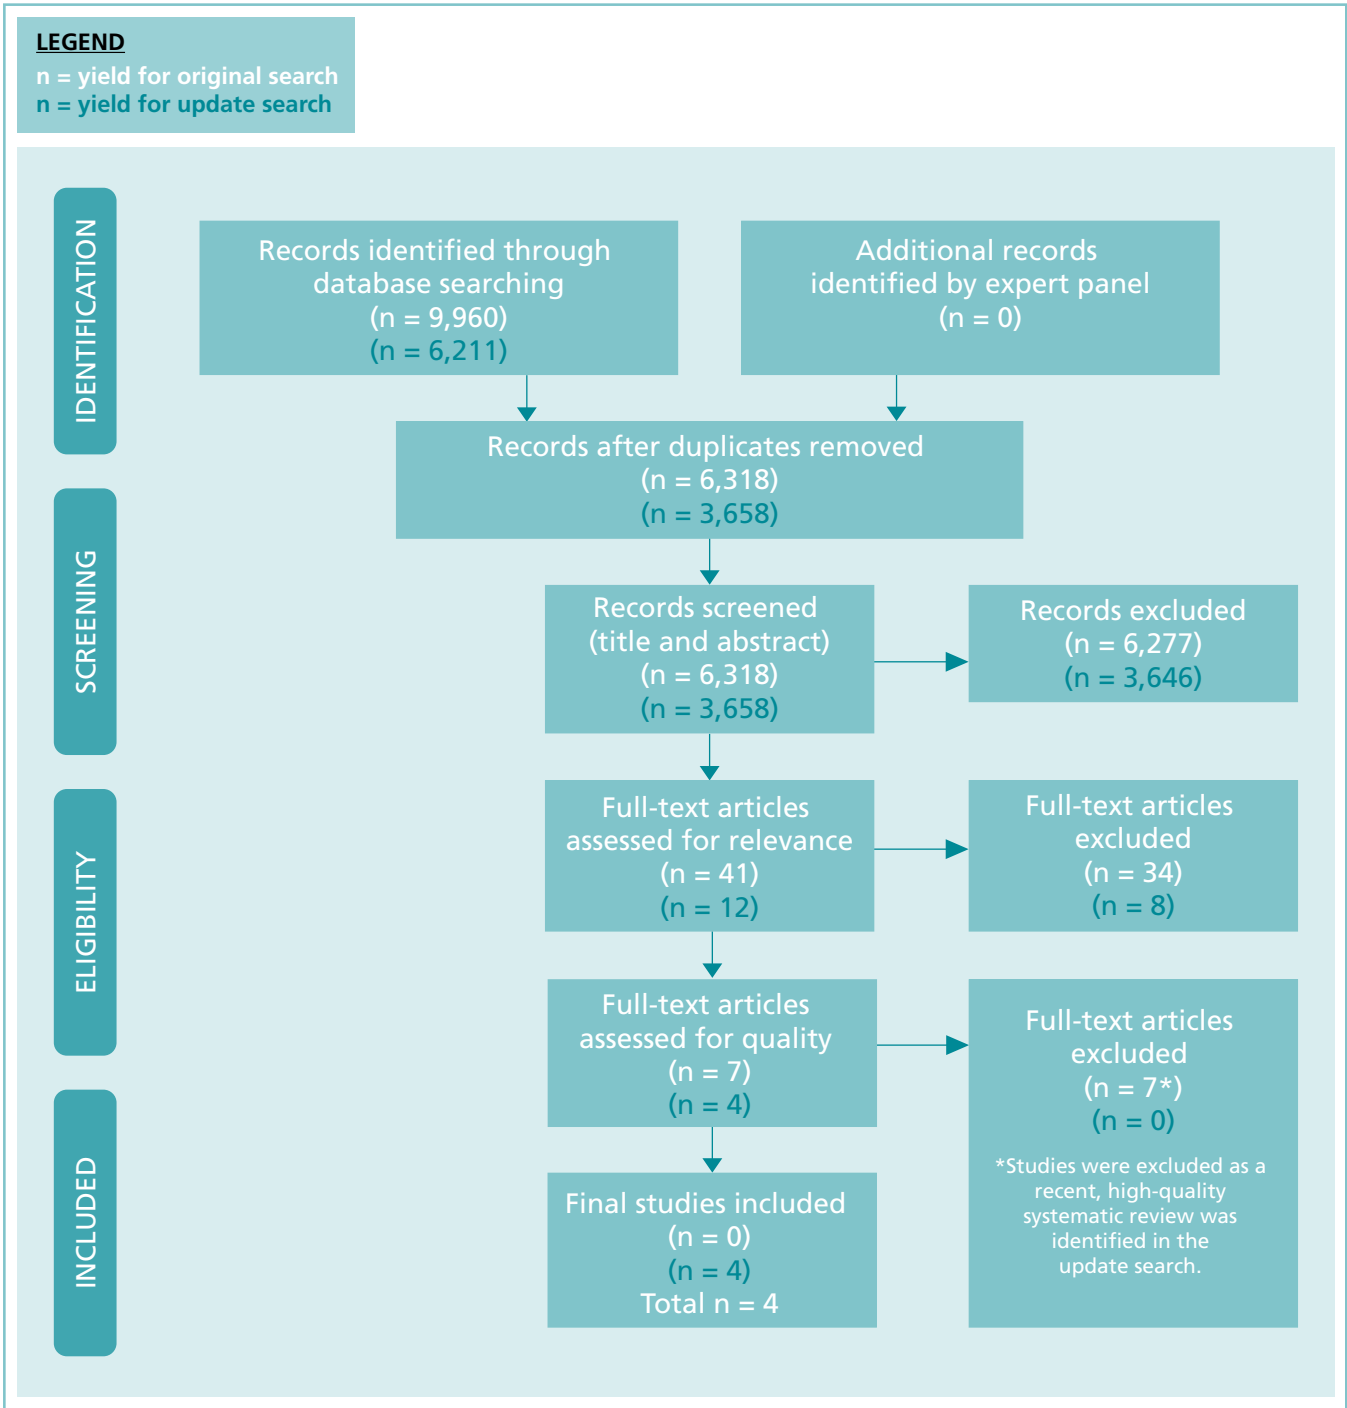 LEGEND
n = yield for original search
n = yield for update search
IDENTIFICATION
Records identified through
database searching
(n = 9,960)
(n = 6,211)
Additional records
identified by expert panel
(n = 0)
Records after duplicates removed
(n = 6,318)
(n = 3,658)
SCREENING
Records screened
(title and abstract)
(n = 6,318)
(n = 3,658)
Records excluded
(n = 6,277)
(n = 3,646)
ELIGIBILITY
Full-text articles
assessed for relevance
(n = 41)
(n = 12)
Full-text articles
excluded
(n = 34)
(n = 8)
Full-text articles
assessed for quality
(n = 7)
(n = 4)
Full-text articles
excluded
(n = 7*)
(n = 0)
*Studies were excluded as a
recent, high-quality
systematic review was
identified in the
update search.
INCLUDED
Final studies included
(n = 0)
(n = 4)
Total n = 4